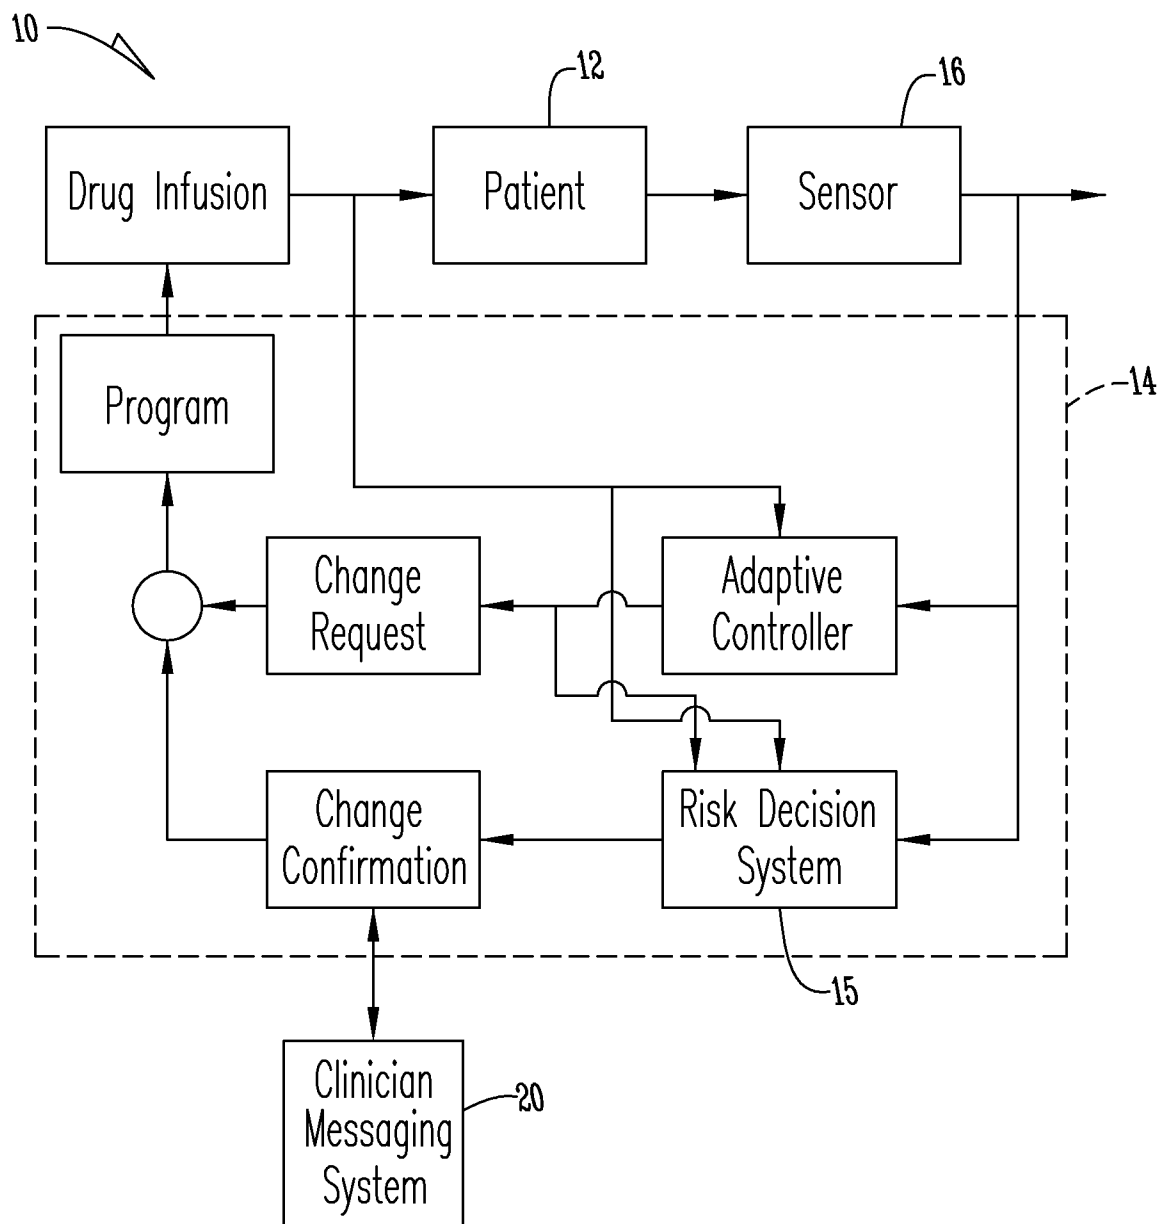 10
12
16
Drug Infusion
Patient
Sensor
Program
14
Change
Request
Adaptive
Controller
Change
Confirmation
Risk Decision
System
15
Clinician
Messaging
System
20